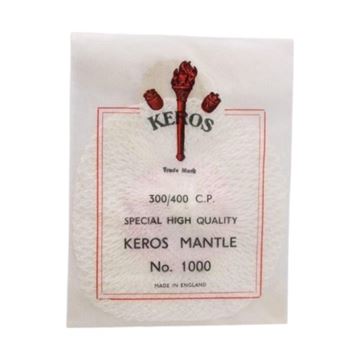 KEROS
Trade Mark
300/400 C.P.
SPECIAL HIGH QUALITY
KEROS MANTLE
No. 1000
MADE IN ENGLAND